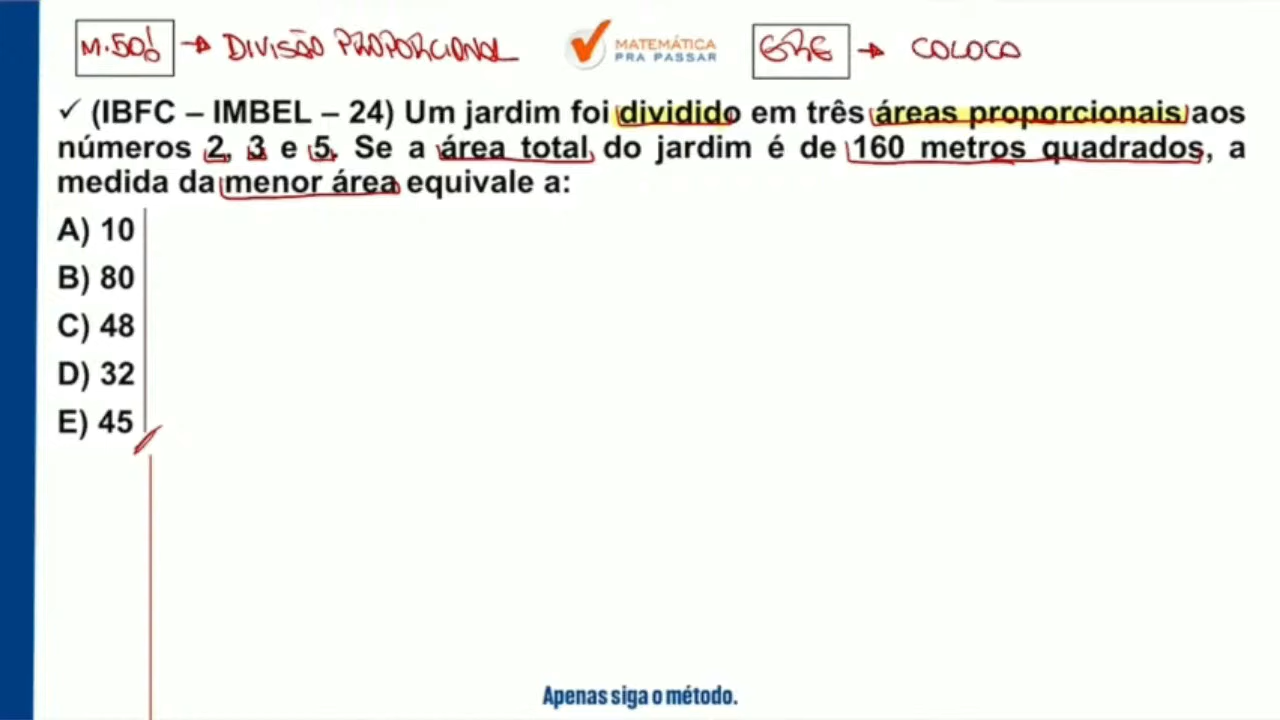 M.50! → DIVISÃO PROPORCIONAL
MATEMÁTICA
PRA PASSAR
→ COLOCO
✓ (IBFC – IMBEL – 24) Um jardim foi dividido em três áreas proporcionais aos
números 2, 3 e 5. Se a área total do jardim é de 160 metros quadrados, a
medida da menor área equivale a:
A) 10
B) 80
C) 48
D) 32
E) 45
Apenas siga o método.